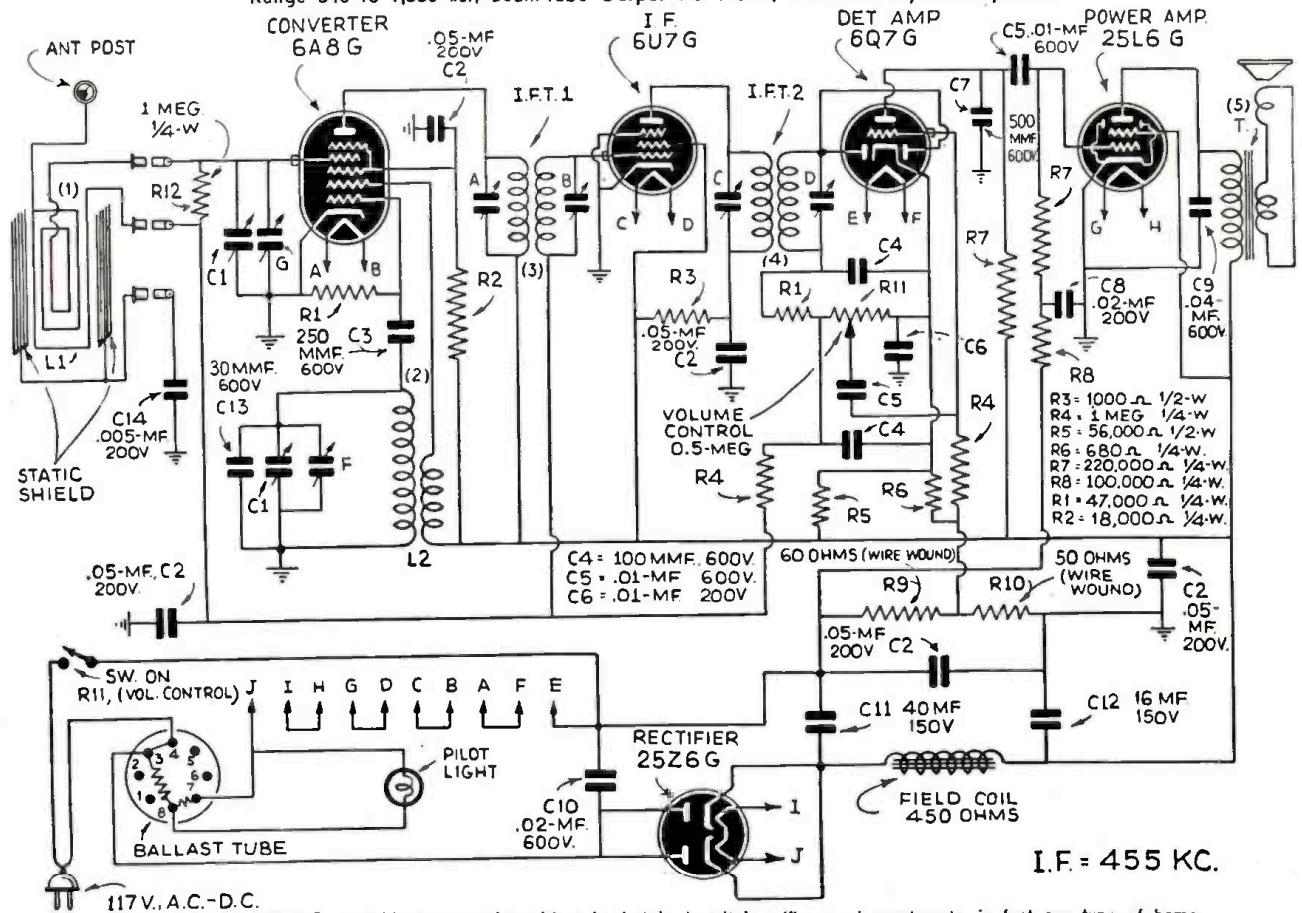 CONVERTER
6A8G
I.F.
6U7G
DET AMP
6Q7G
POWER AMP.
25L6G
ANT POST
.05-MF
200V.
C2
C5 .01-MF
600V
1 MEG.
1/4-W
R12
I.F.T.1
I.F.T.2
C7
500
MMF
600V.
(5)
T.
(1)
L1
C1
G
A
B
R1
250
MMF.
600V
C3
A
B
(3)
R2
C
D
C
D
(4)
R3
.05-MF
200V.
C2
E
F
C4
R1
R11
C6
C5
R7
R7
G
H
C8
.02-MF
200V
C9
.04-
MF.
600V.
R8
30 MMF.
600V
C13
(2)
C1
F
L2
C14
.005-MF
200V
STATIC
SHIELD
VOLUME
CONTROL
0.5-MEG
C4
R4
R5
R6
R4
R3= 1000 Ω 1/2-W
R4= 1 MEG 1/4-W
R5= 56,000 Ω 1/2-W
R6= 680 Ω 1/4-W.
R7= 220,000 Ω 1/4-W.
R8= 100,000 Ω 1/4-W.
R1= 47,000 Ω 1/4-W.
R2= 18,000 Ω 1/4-W.
C4= 100 MMF. 600V.
C5= .01-MF 600V.
C6= .01-MF 200V
60 OHMS (WIRE WOUND)
R9
50 OHMS
(WIRE
WOUND)
R10
C2
.05-
MF.
200V.
.05-MF, C2
200V.
.05-MF
200V
C2
SW. ON
R11, (VOL. CONTROL)
J I H G D C B A F E
C11 40 MF
150V
C12 16 MF
150V
RECTIFIER
25Z6G
1 2 3 4 5 6 7 8
PILOT
LIGHT
BALLAST TUBE
C10
.02-MF.
600V.
I
J
FIELD COIL
450 OHMS
I.F. = 455 KC.
117 V., A.C.-D.C.